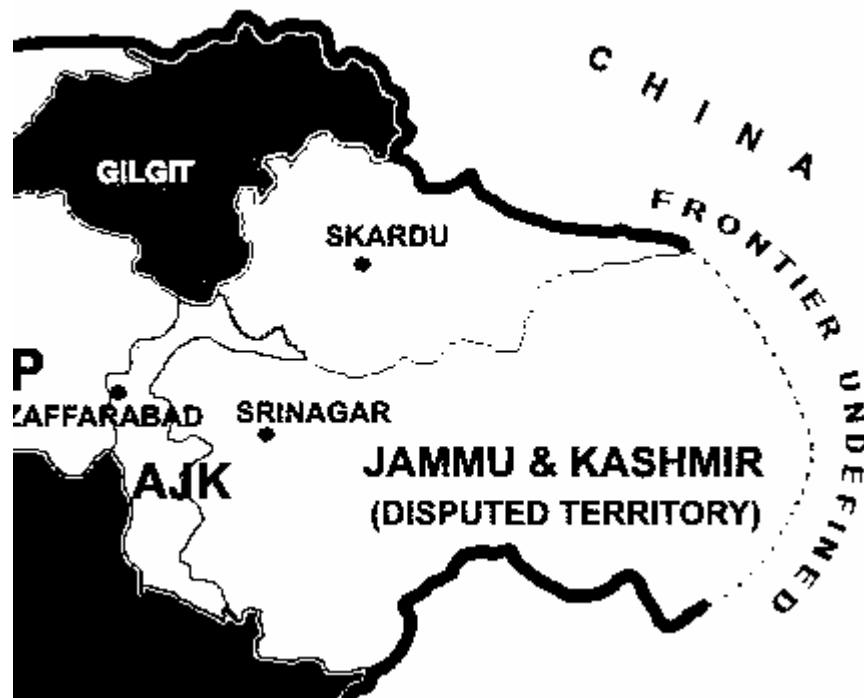 CHINA
FRONTIER UNDEFINED
GILGIT
SKARDU
P
ZAFFARABAD
SRINAGAR
AJK
JAMMU & KASHMIR
(DISPUTED TERRITORY)